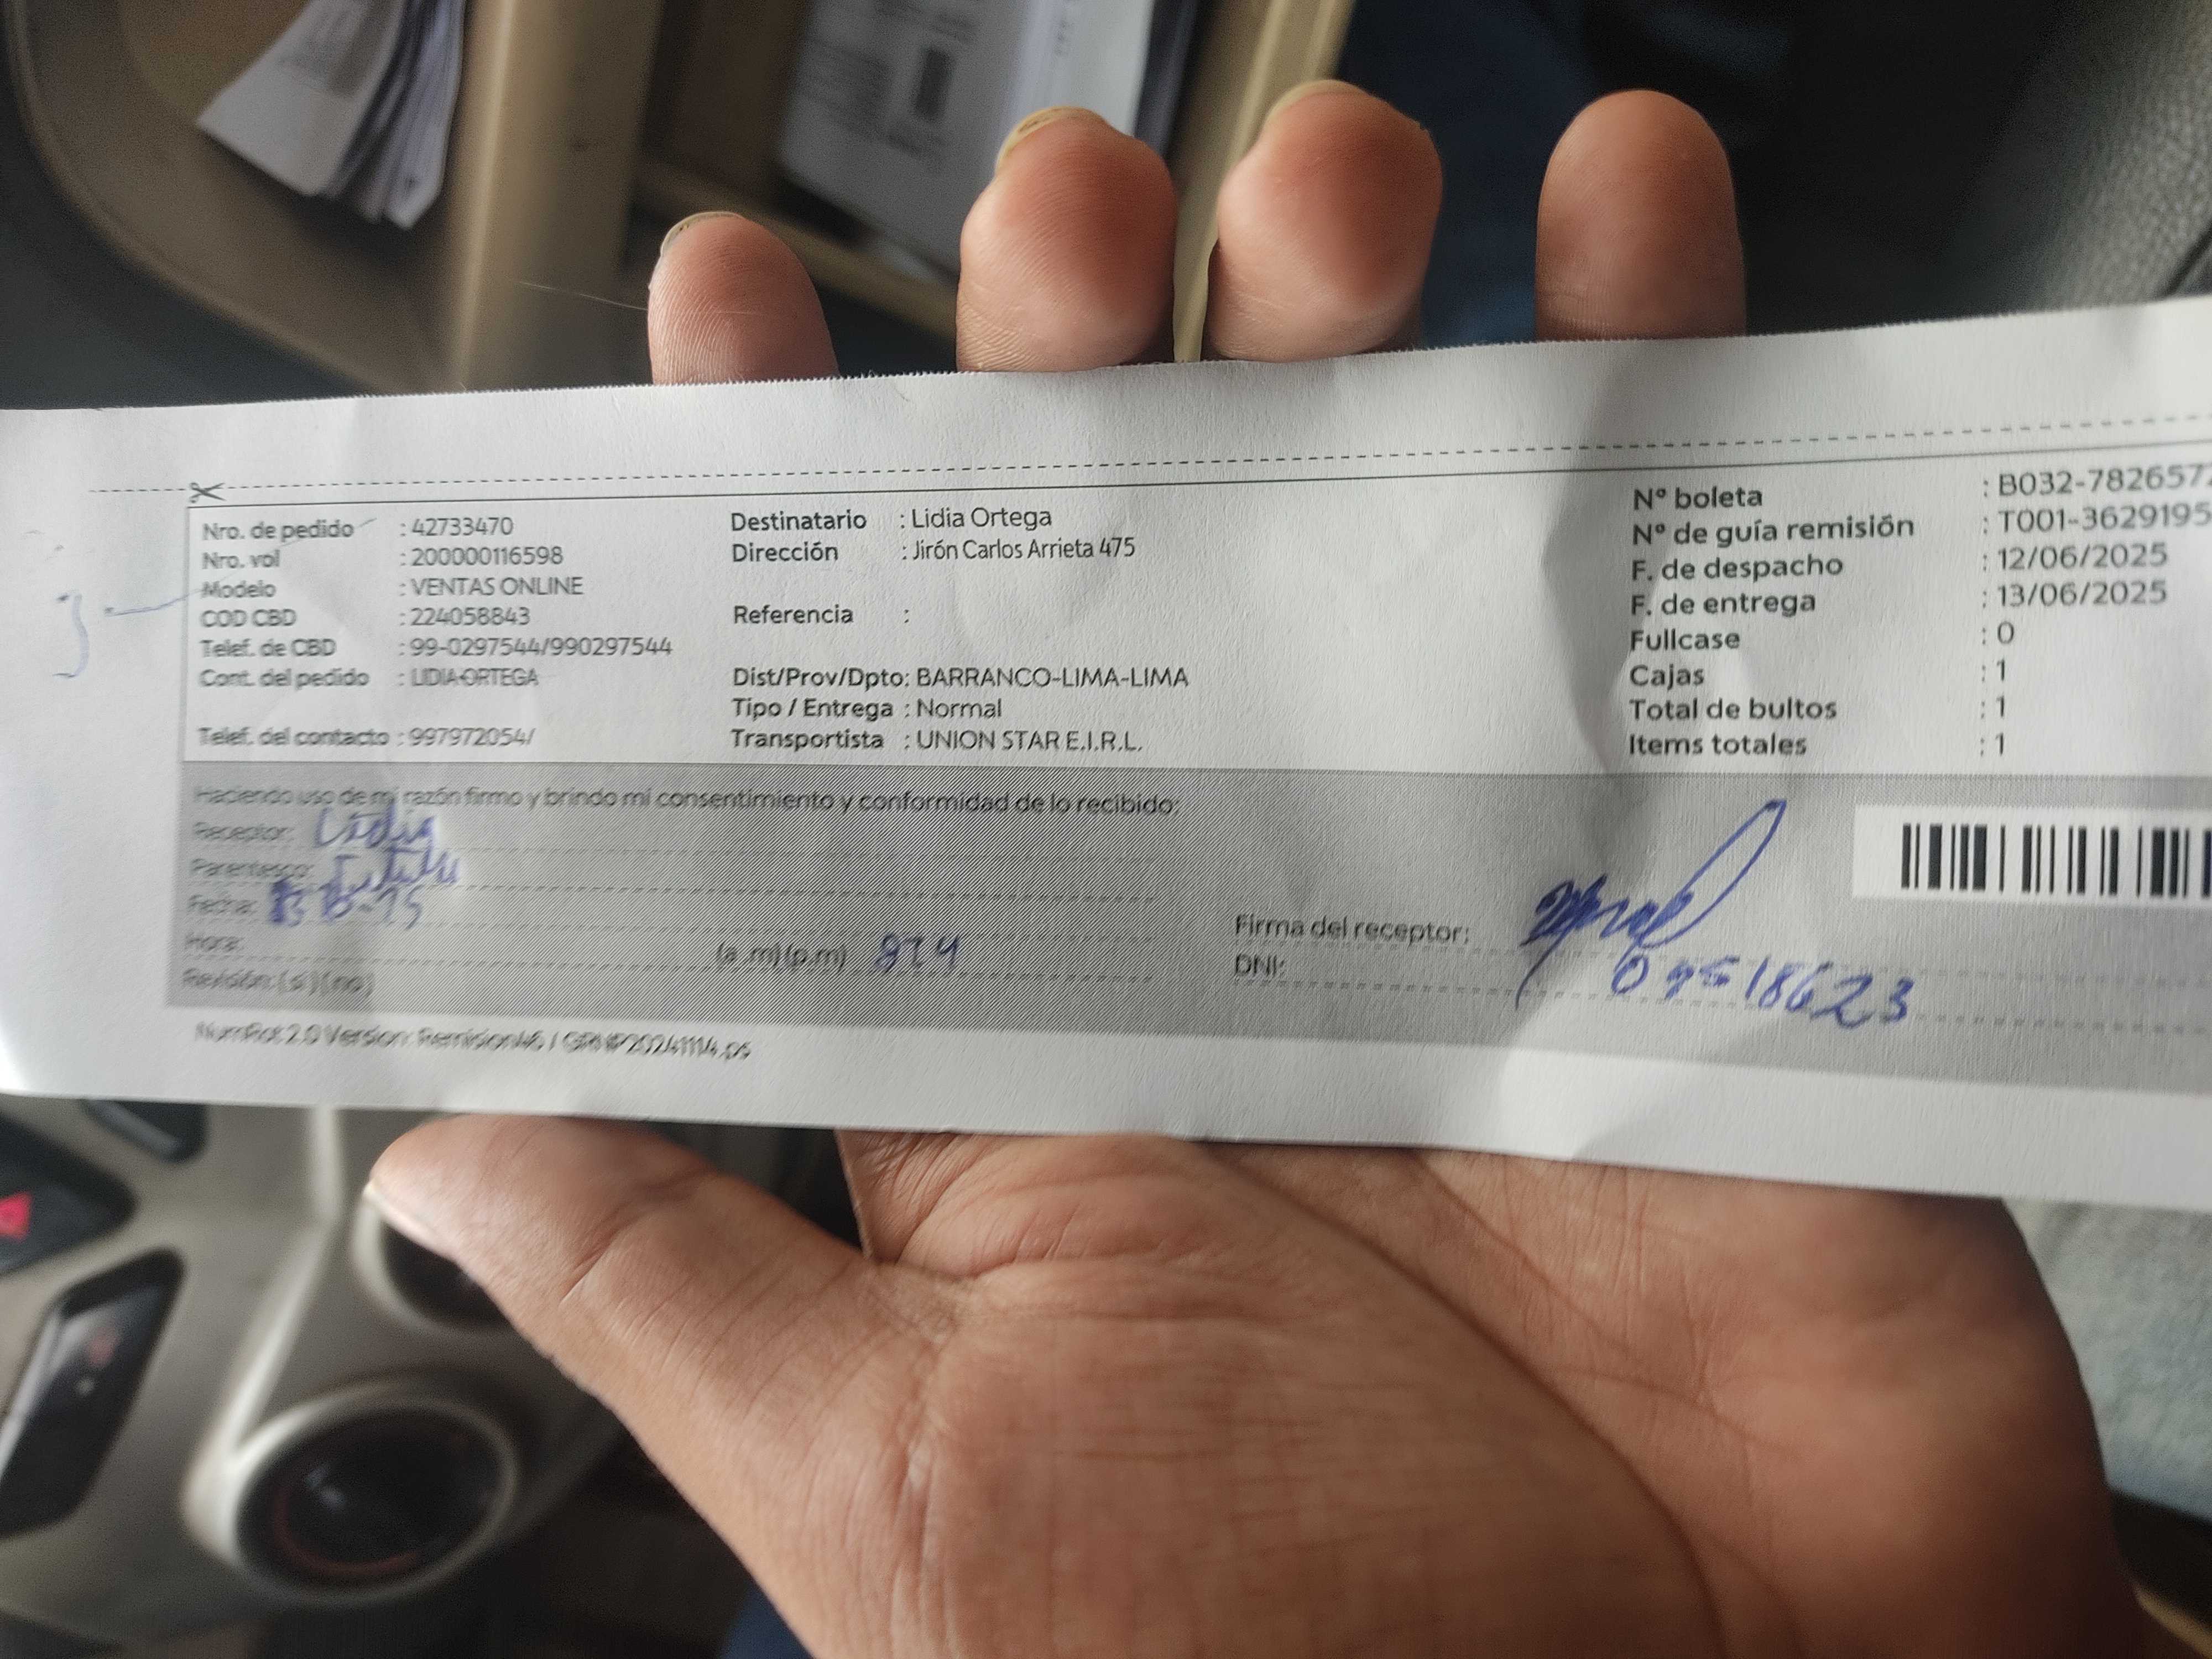 Nro. de pedido : 42733470
Nro. vol : 200000116598
Modelo : VENTAS ONLINE
COD CBD : 224058843
Telef. de CBD : 99-0297544/990297544
Cont. del pedido : LIDIA ORTEGA
Telef. del contacto : 997972054/
Destinatario : Lidia Ortega
Dirección : Jirón Carlos Arrieta 475
Referencia :
Dist/Prov/Dpto: BARRANCO-LIMA-LIMA
Tipo / Entrega : Normal
Transportista : UNION STAR E.I.R.L.
Nº boleta : B032-7826572
Nº de guía remisión : T001-3629195
F. de despacho : 12/06/2025
F. de entrega : 13/06/2025
Fullcase : 0
Cajas : 1
Total de bultos : 1
Items totales : 1
Haciendo uso de mi razón firmo y brindo mi consentimiento y conformidad de lo recibido:
Receptor: Lidia
Parentesco:
Fecha:
Hora: (a .m)(p.m)
Revisión: (si) (no)
Firma del receptor:
DNI: